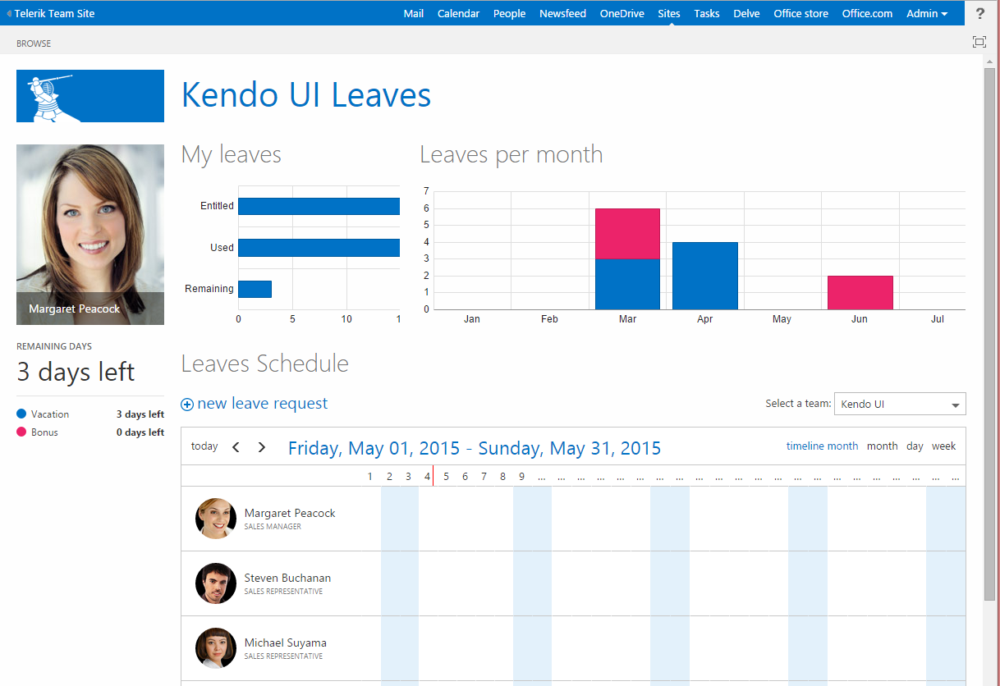 Telerik Team Site
Mail Calendar People Newsfeed OneDrive Sites Tasks Delve Office store Office.com Admin ?
BROWSE
Kendo UI Leaves
My leaves
Entitled
Used
Remaining
0 5 10 1
Leaves per month
7
6
5
4
3
2
1
0
Jan Feb Mar Apr May Jun Jul
Margaret Peacock
REMAINING DAYS
3 days left
Vacation 3 days left
Bonus 0 days left
Leaves Schedule
new leave request
Select a team: Kendo UI
today Friday, May 01, 2015 - Sunday, May 31, 2015 timeline month month day week
1 2 3 4 5 6 7 8 9 ... ... ... ... ... ... ... ... ... ... ... ... ... ... ... ... ... ... ... ... ... ...
Margaret Peacock
SALES MANAGER
Steven Buchanan
SALES REPRESENTATIVE
Michael Suyama
SALES REPRESENTATIVE